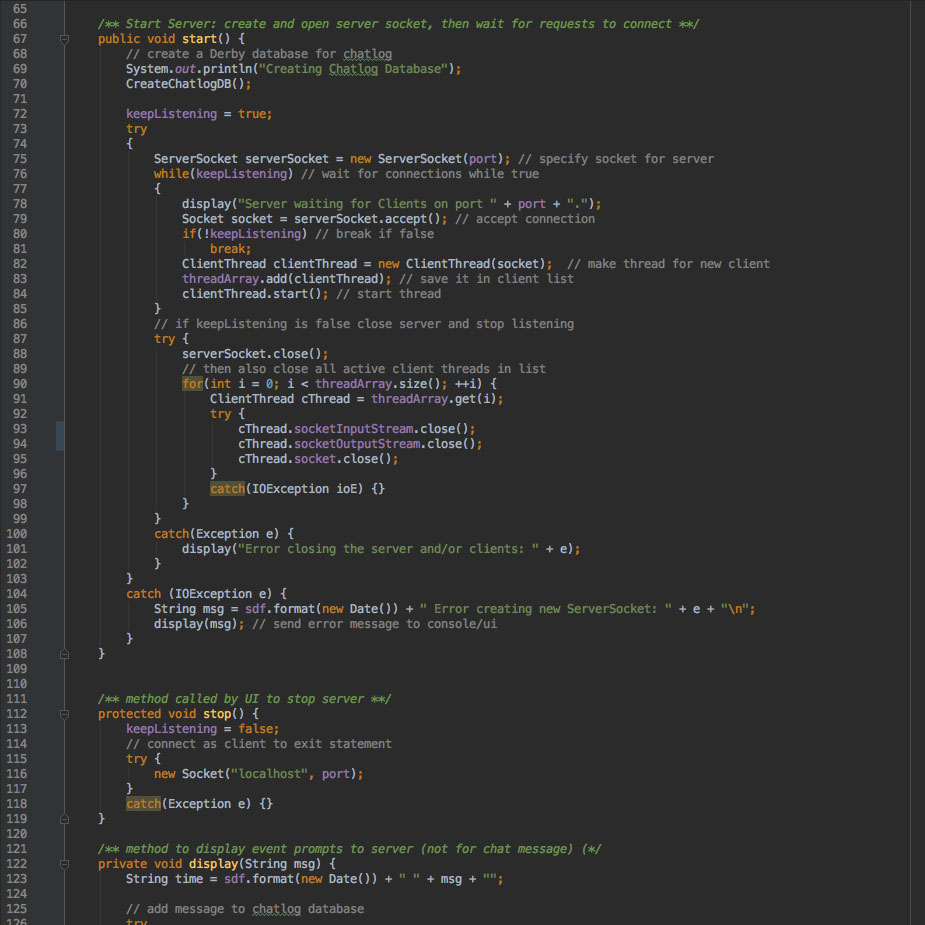 65
66 /** Start Server: create and open server socket, then wait for requests to connect **/
67 public void start() {
68 // create a Derby database for chatlog
69 System.out.println("Creating Chatlog Database");
70 CreateChatlogDB();
71
72 keepListening = true;
73 try
74 {
75 ServerSocket serverSocket = new ServerSocket(port); // specify socket for server
76 while(keepListening) // wait for connections while true
77 {
78 display("Server waiting for Clients on port " + port + ".");
79 Socket socket = serverSocket.accept(); // accept connection
80 if(!keepListening) // break if false
81 break;
82 ClientThread clientThread = new ClientThread(socket);  // make thread for new client
83 threadArray.add(clientThread); // save it in client list
84 clientThread.start(); // start thread
85 }
86 // if keepListening is false close server and stop listening
87 try {
88 serverSocket.close();
89 // then also close all active client threads in list
90 for(int i = 0; i < threadArray.size(); ++i) {
91 ClientThread cThread = threadArray.get(i);
92 try {
93 cThread.socketInputStream.close();
94 cThread.socketOutputStream.close();
95 cThread.socket.close();
96 }
97 catch(IOException ioE) {}
98 }
99 }
100 catch(Exception e) {
101 display("Error closing the server and/or clients: " + e);
102 }
103 }
104 catch (IOException e) {
105 String msg = sdf.format(new Date()) + " Error creating new ServerSocket: " + e + "\n";
106 display(msg); // send error message to console/ui
107 }
108 }
109
110
111 /** method called by UI to stop server **/
112 protected void stop() {
113 keepListening = false;
114 // connect as client to exit statement
115 try {
116 new Socket("localhost", port);
117 }
118 catch(Exception e) {}
119 }
120
121 /** method to display event prompts to server (not for chat message) (*/
122 private void display(String msg) {
123 String time = sdf.format(new Date()) + " " + msg + "";
124
125 // add message to chatlog database
126 try